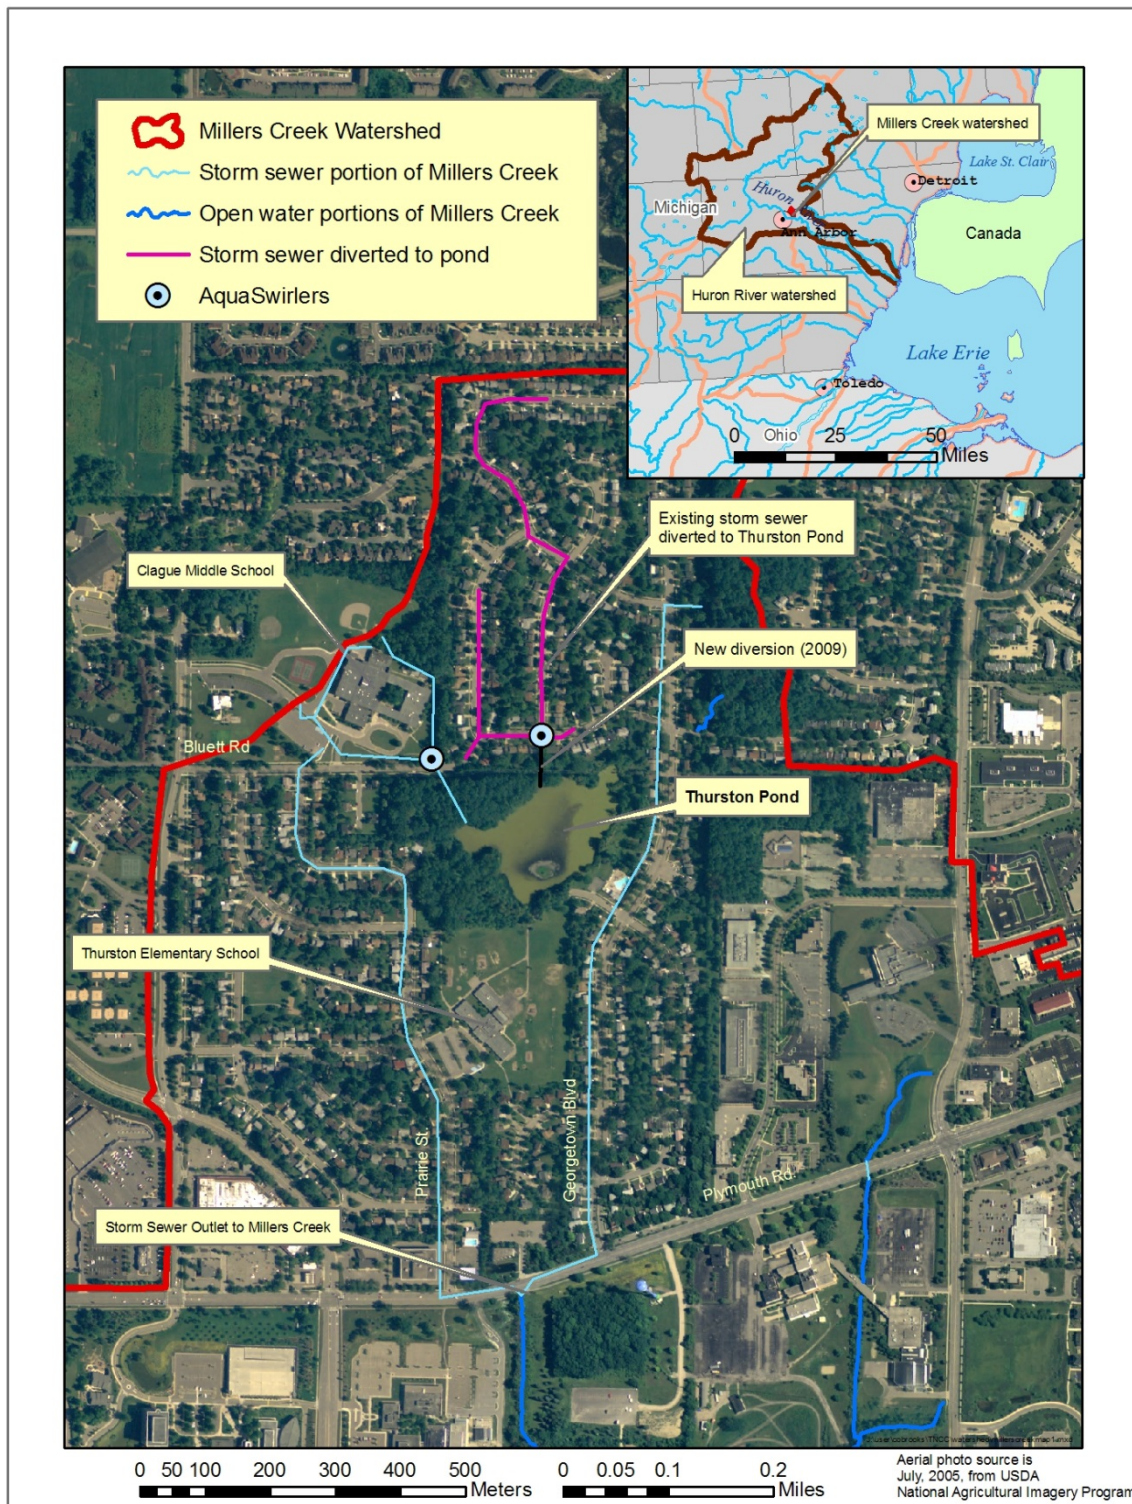 Millers Creek Watershed
Storm sewer portion of Millers Creek
Open water portions of Millers Creek
Storm sewer diverted to pond
AquaSwirlers
Millers Creek watershed
Lake St. Clair
Detroit
Huron
Michigan
Ann Arbor
Canada
Huron River watershed
Lake Erie
Toledo
Ohio
0 25 50
Miles
Existing storm sewer
diverted to Thurston Pond
Clague Middle School
New diversion (2009)
Bluett Rd
Thurston Pond
Thurston Elementary School
Prairie St.
Georgetown Blvd
Plymouth Rd.
Storm Sewer Outlet to Millers Creek
0 50 100 200 300 400 500
Meters
0 0.05 0.1 0.2
Miles
Aerial photo source is
July, 2005, from USDA
National Agricultural Imagery Program